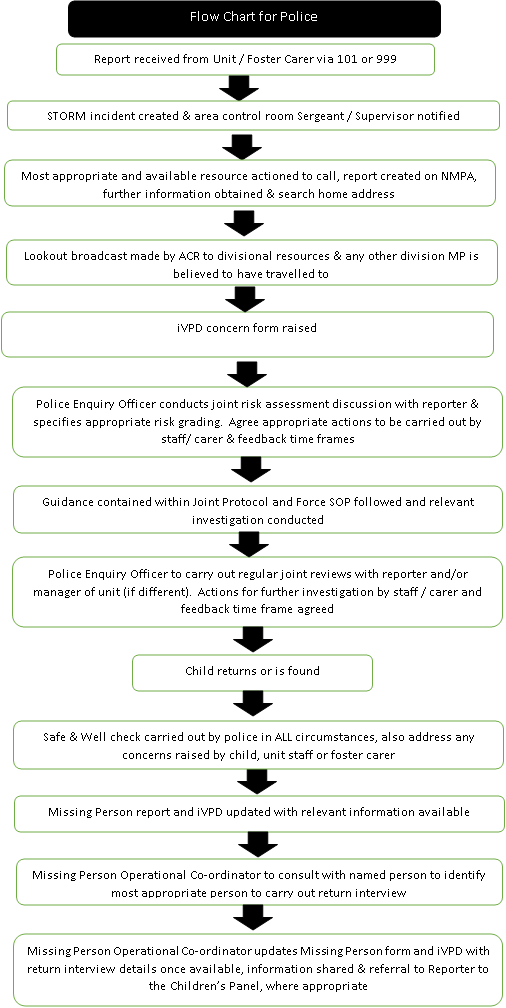 Flow Chart for Police
Report received from Unit / Foster Carer via 101 or 999
STORM incident created & area control room Sergeant / Supervisor notified
Most appropriate and available resource actioned to call, report created on NMPA,
further information obtained & search home address
Lookout broadcast made by ACR to divisional resources & any other division MP is
believed to have travelled to
iVPD concern form raised
Police Enquiry Officer conducts joint risk assessment discussion with reporter &
specifies appropriate risk grading.  Agree appropriate actions to be carried out by
staff/ carer & feedback time frames
Guidance contained within Joint Protocol and Force SOP followed and relevant
investigation conducted
Police Enquiry Officer to carry out regular joint reviews with reporter and/or
manager of unit (if different).  Actions for further investigation by staff / carer and
feedback time frame agreed
Child returns or is found
Safe & Well check carried out by police in ALL circumstances, also address any
concerns raised by child, unit staff or foster carer
Missing Person report and iVPD updated with relevant information available
Missing Person Operational Co-ordinator to consult with named person to identify
most appropriate person to carry out return interview
Missing Person Operational Co-ordinator updates Missing Person form and iVPD with
return interview details once available, information shared & referral to Reporter to
the Children's Panel, where appropriate